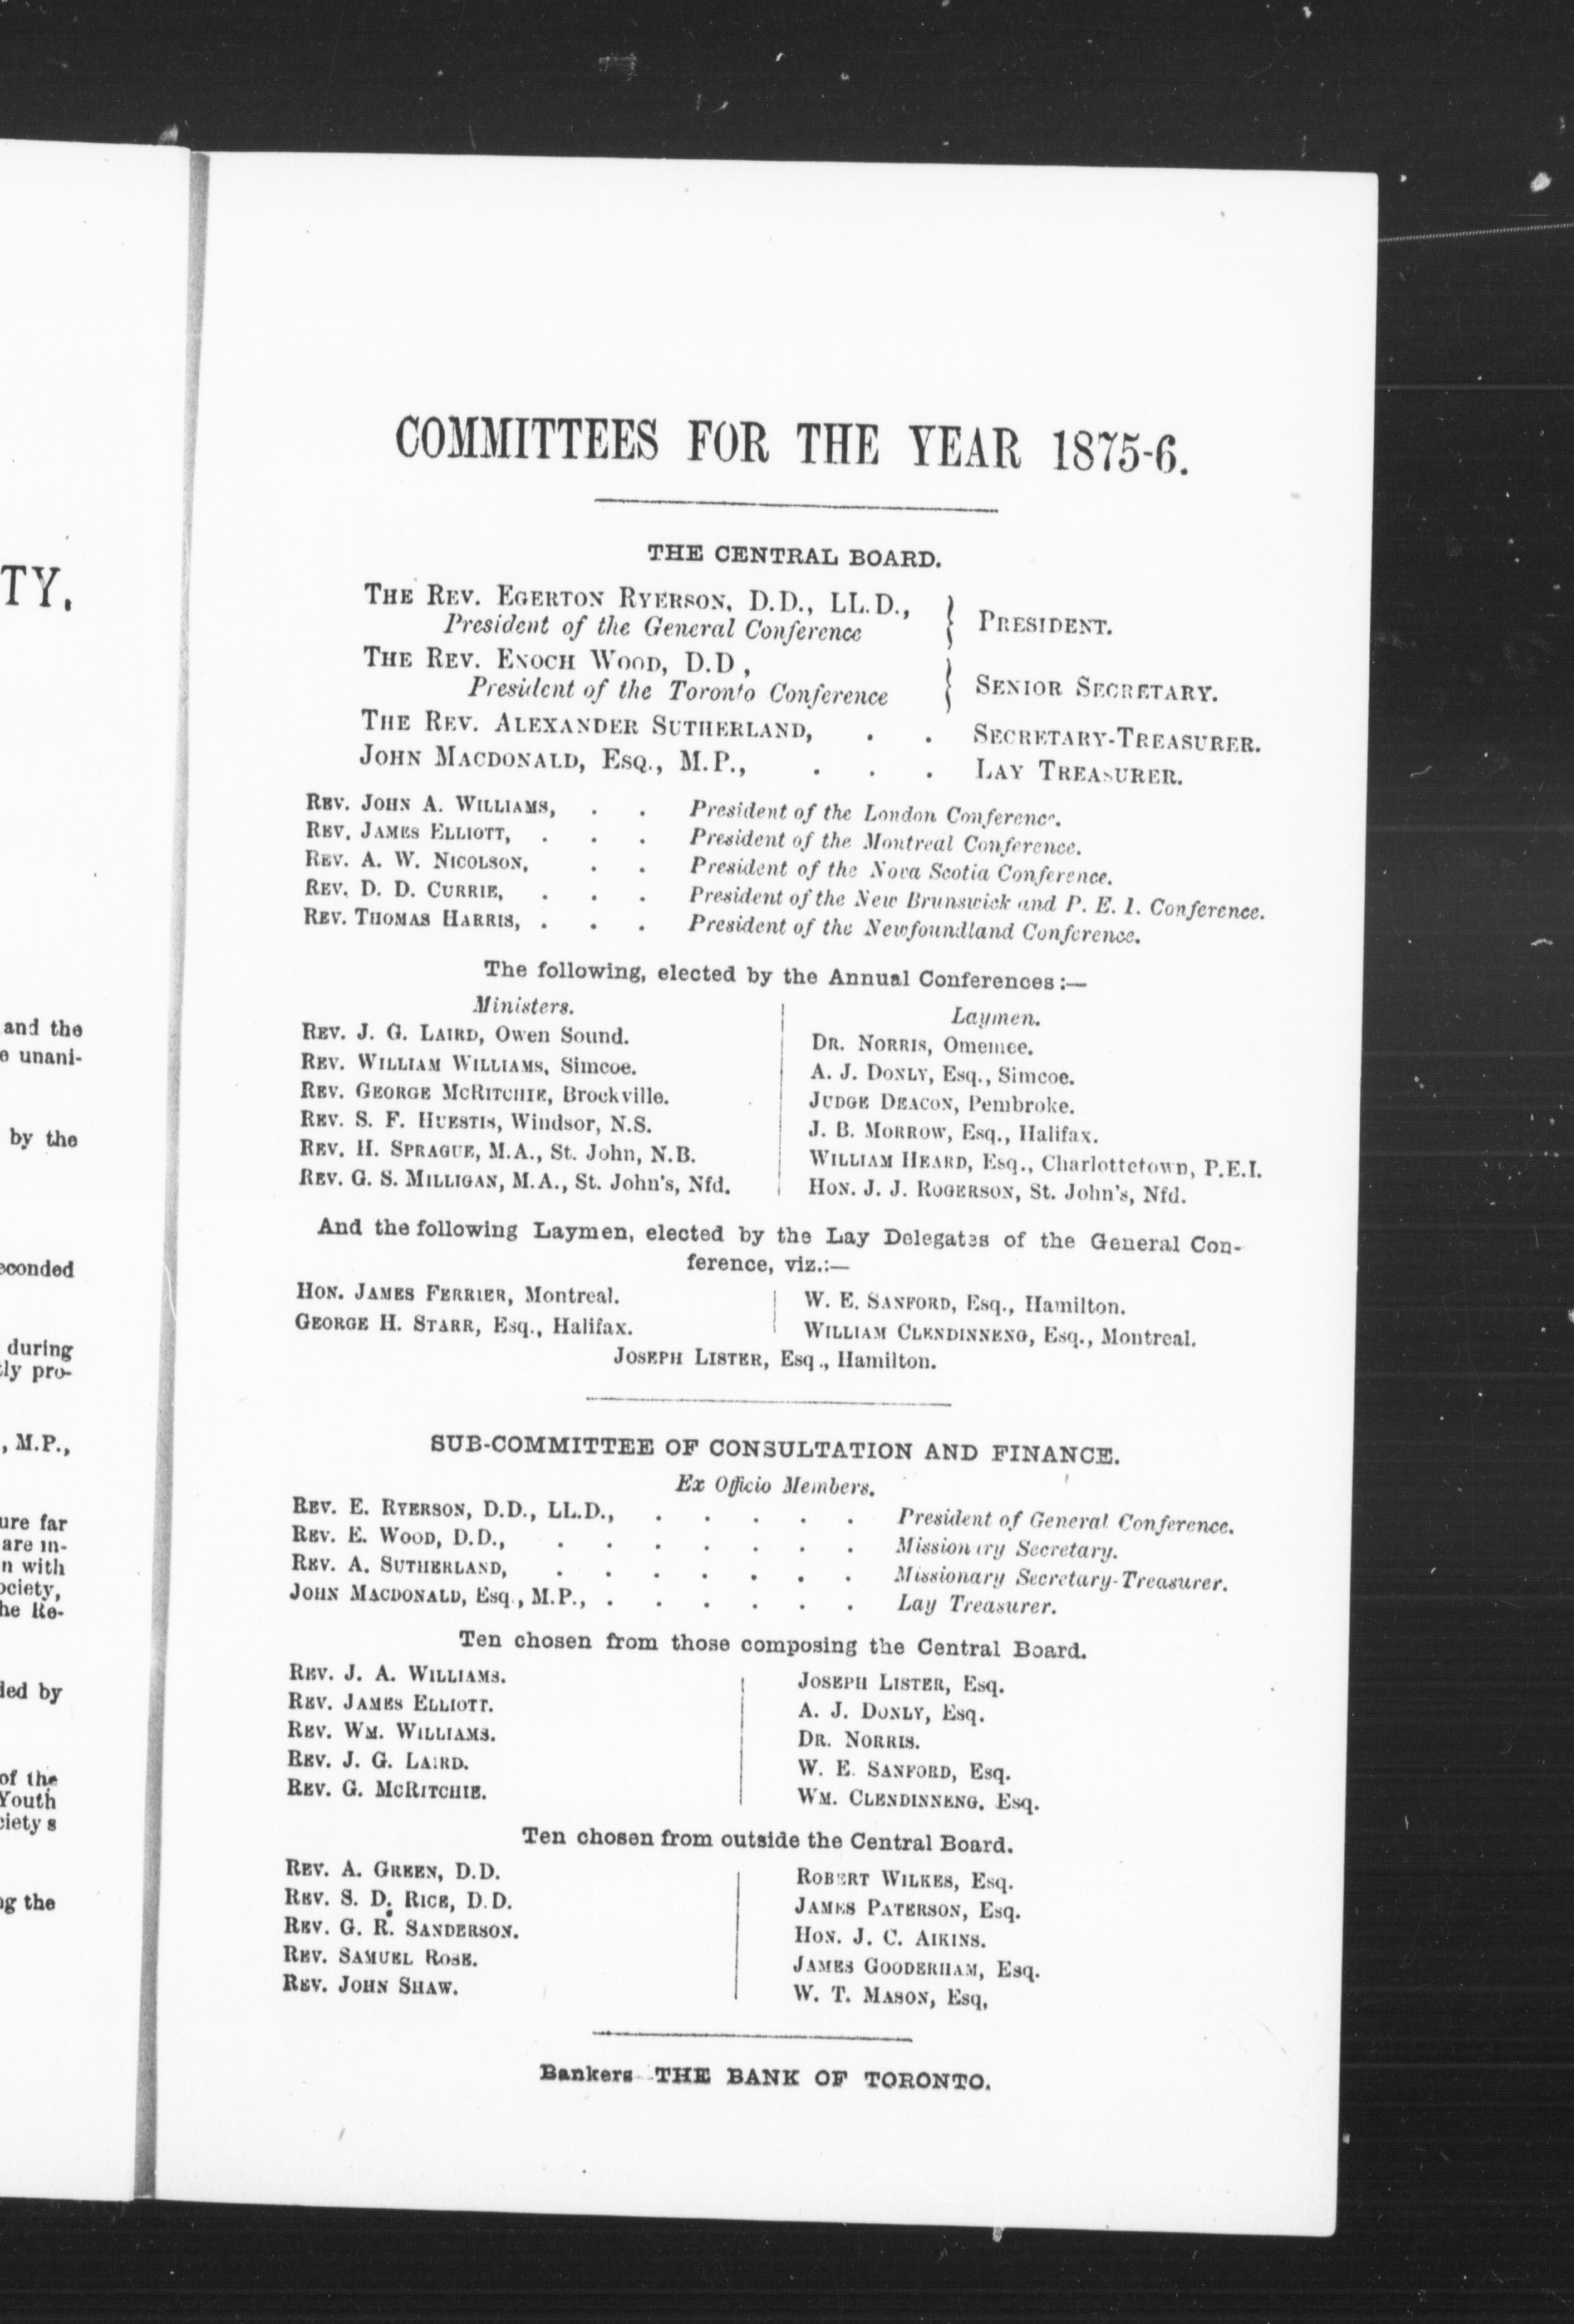 TY.
and the
e unani-
by the
econded
during
tly pro-
, M.P.,
ure far
are in-
n with
ociety,
he Re-
ded by
of the
Youth
ciety s
ng the
COMMITTEES FOR THE YEAR 1875-6.
THE CENTRAL BOARD.
THE REV. EGERTON RYERSON, D.D., LL.D., } PRESIDENT.
President of the General Conference
THE REV. ENOCH WOOD, D.D , } SENIOR SECRETARY.
President of the Toronto Conference
THE REV. ALEXANDER SUTHERLAND, . . SECRETARY-TREASURER.
JOHN MACDONALD, ESQ., M.P., . . . LAY TREASURER.
REV. JOHN A. WILLIAMS, . . President of the London Conference.
REV. JAMES ELLIOTT, . . . President of the Montreal Conference.
REV. A. W. NICOLSON, . . President of the Nova Scotia Conference.
REV. D. D. CURRIE, . . . President of the New Brunswick and P. E. I. Conference.
REV. THOMAS HARRIS, . . . President of the Newfoundland Conference.
The following, elected by the Annual Conferences:—
Ministers.
REV. J. G. LAIRD, Owen Sound.
REV. WILLIAM WILLIAMS, Simcoe.
REV. GEORGE MCRITCHIE, Brockville.
REV. S. F. HUESTIS, Windsor, N.S.
REV. H. SPRAGUE, M.A., St. John, N.B.
REV. G. S. MILLIGAN, M.A., St. John's, Nfd.
Laymen.
DR. NORRIS, Omemee.
A. J. DONLY, Esq., Simcoe.
JUDGE DEACON, Pembroke.
J. B. MORROW, Esq., Halifax.
WILLIAM HEARD, Esq., Charlottetown, P.E.I.
HON. J. J. ROGERSON, St. John's, Nfd.
And the following Laymen, elected by the Lay Delegates of the General Con-
ference, viz.:—
HON. JAMES FERRIER, Montreal.
GEORGE H. STARR, Esq., Halifax.
W. E. SANFORD, Esq., Hamilton.
WILLIAM CLENDINNENG, Esq., Montreal.
JOSEPH LISTER, Esq., Hamilton.
SUB-COMMITTEE OF CONSULTATION AND FINANCE.
Ex Officio Members.
REV. E. RYERSON, D.D., LL.D., . . . . . President of General Conference.
REV. E. WOOD, D.D., . . . . . . . Missionary Secretary.
REV. A. SUTHERLAND, . . . . . . . Missionary Secretary-Treasurer.
JOHN MACDONALD, Esq., M.P., . . . . . . Lay Treasurer.
Ten chosen from those composing the Central Board.
REV. J. A. WILLIAMS.
REV. JAMES ELLIOTT.
REV. WM. WILLIAMS.
REV. J. G. LAIRD.
REV. G. MCRITCHIE.
JOSEPH LISTER, Esq.
A. J. DONLY, Esq.
DR. NORRIS.
W. E. SANFORD, Esq.
WM. CLENDINNENG. Esq.
Ten chosen from outside the Central Board.
REV. A. GREEN, D.D.
REV. S. D. RICE, D.D.
REV. G. R. SANDERSON.
REV. SAMUEL ROSE.
REV. JOHN SHAW.
ROBERT WILKES, Esq.
JAMES PATERSON, Esq.
HON. J. C. AIKINS.
JAMES GOODERHAM, Esq.
W. T. MASON, Esq.
Bankers—THE BANK OF TORONTO.